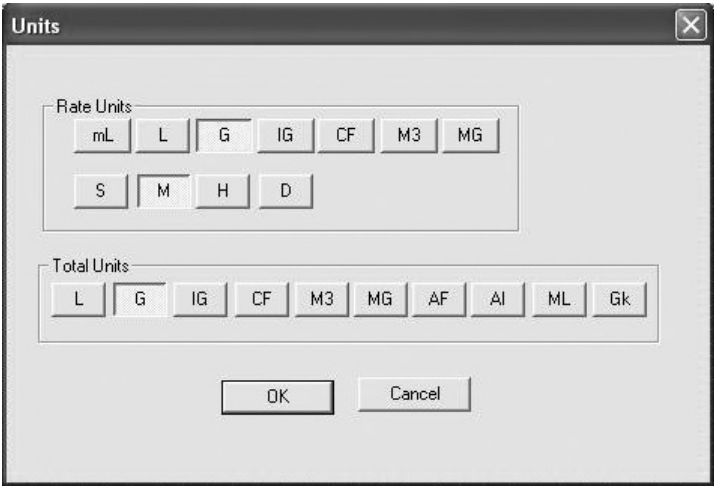 Units
Rate Units
mL L G IG CF M3 MG
S M H D
Total Units
L G IG CF M3 MG AF AI ML Gk
OK Cancel